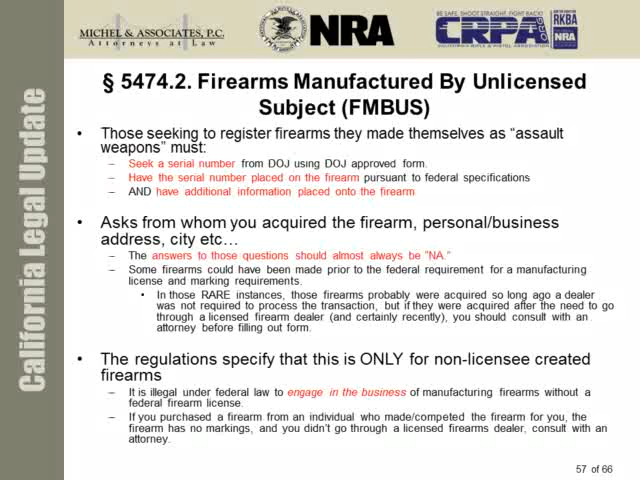 MICHEL & ASSOCIATES, P.C.
Attorneys at Law
NRA
BE SAFE, SHOOT STRAIGHT, FIGHT BACK!
CRPA.ORG
CALIFORNIA RIFLE & PISTOL ASSOCIATION
RKBA
NRA
California Legal Update
§ 5474.2. Firearms Manufactured By Unlicensed
Subject (FMBUS)
• Those seeking to register firearms they made themselves as “assault
weapons” must:
– Seek a serial number from DOJ using DOJ approved form.
– Have the serial number placed on the firearm pursuant to federal specifications
– AND have additional information placed onto the firearm
• Asks from whom you acquired the firearm, personal/business
address, city etc…
– The answers to those questions should almost always be “NA.”
– Some firearms could have been made prior to the federal requirement for a manufacturing
license and marking requirements.
• In those RARE instances, those firearms probably were acquired so long ago a dealer
was not required to process the transaction, but if they were acquired after the need to go
through a licensed firearm dealer (and certainly recently), you should consult with an
attorney before filling out form.
• The regulations specify that this is ONLY for non-licensee created
firearms
– It is illegal under federal law to engage in the business of manufacturing firearms without a
federal firearm license.
– If you purchased a firearm from an individual who made/competed the firearm for you, the
firearm has no markings, and you didn’t go through a licensed firearms dealer, consult with an
attorney.
57 of 66